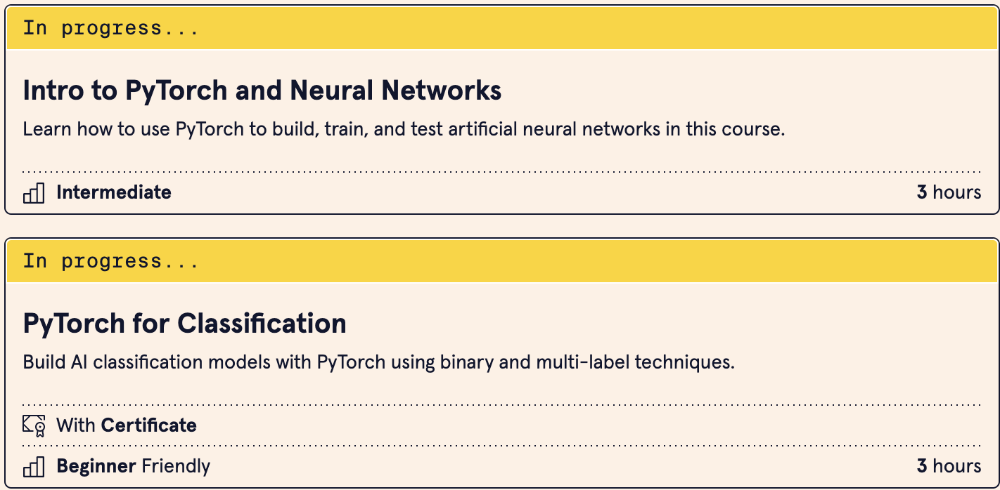 In progress...
Intro to PyTorch and Neural Networks
Learn how to use PyTorch to build, train, and test artificial neural networks in this course.
Intermediate
3 hours
In progress...
PyTorch for Classification
Build AI classification models with PyTorch using binary and multi-label techniques.
With Certificate
Beginner Friendly
3 hours